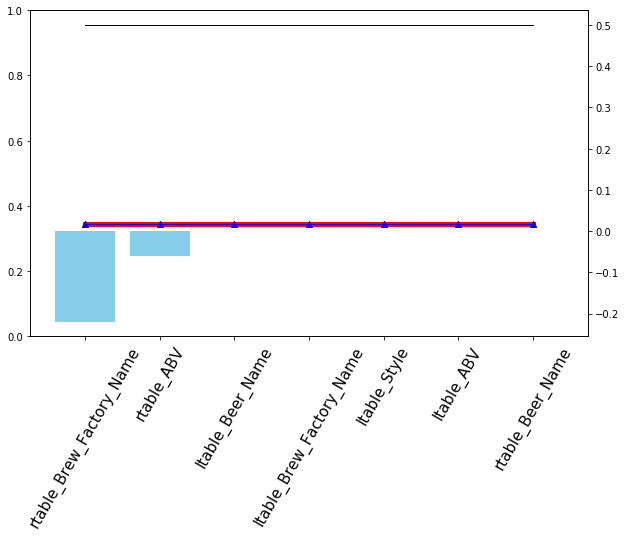 1.0
0.8
0.6
0.4
0.2
0.0
0.5
0.4
0.3
0.2
0.1
0.0
−0.1
−0.2
rtable_Brew_Factory_Name
rtable_ABV
ltable_Beer_Name
ltable_Brew_Factory_Name
ltable_Style
ltable_ABV
rtable_Beer_Name